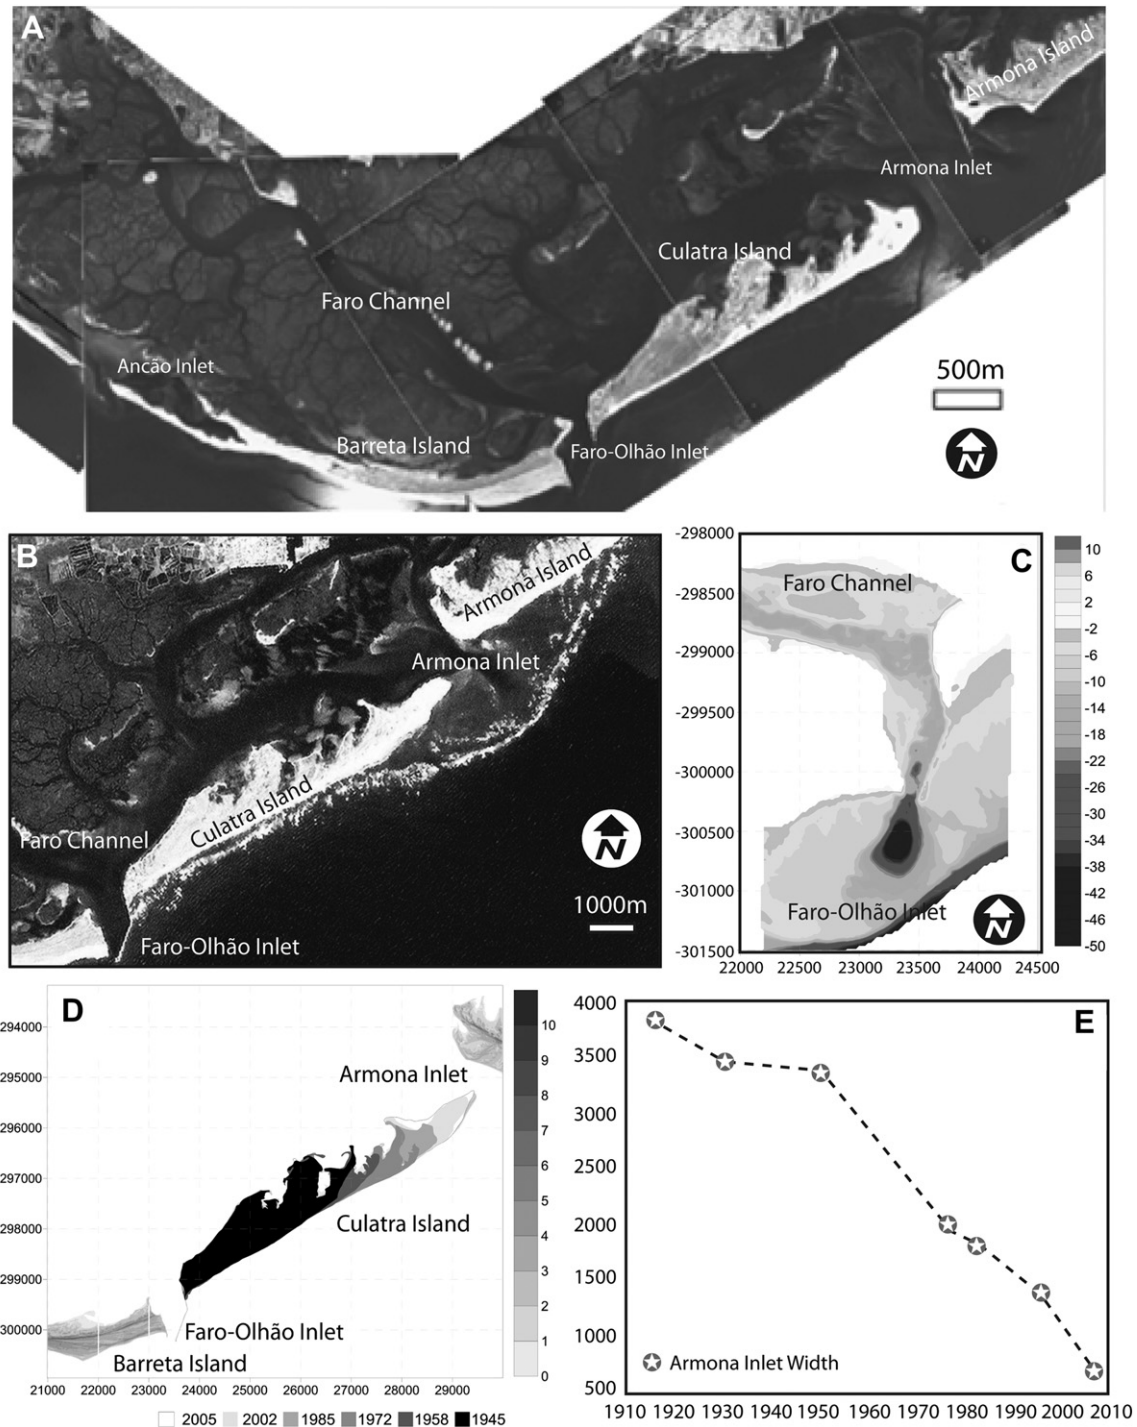 A
Armona Island
Armona Inlet
Culatra Island
Faro Channel
Ancão Inlet
500m
Barreta Island
Faro-Olhão Inlet
N
B
Armona Island
Armona Inlet
Culatra Island
Faro Channel
N
1000m
Faro-Olhão Inlet
C
-298000
-298500
-299000
-299500
-300000
-300500
-301000
-301500
22000 22500 23000 23500 24000 24500
Faro Channel
Faro-Olhão Inlet
N
10
6
2
-2
-6
-10
-14
-18
-22
-26
-30
-34
-38
-42
-46
-50
D
294000
295000
296000
297000
298000
299000
300000
Armona Inlet
Culatra Island
Faro-Olhão Inlet
Barreta Island
21000 22000 23000 24000 25000 26000 27000 28000 29000
10
9
8
7
6
5
4
3
2
1
0
2005 2002 1985 1972 1958 1945
E
4000
3500
3000
2500
2000
1500
1000
500
Armona Inlet Width
1910 1920 1930 1940 1950 1960 1970 1980 1990 2000 2010